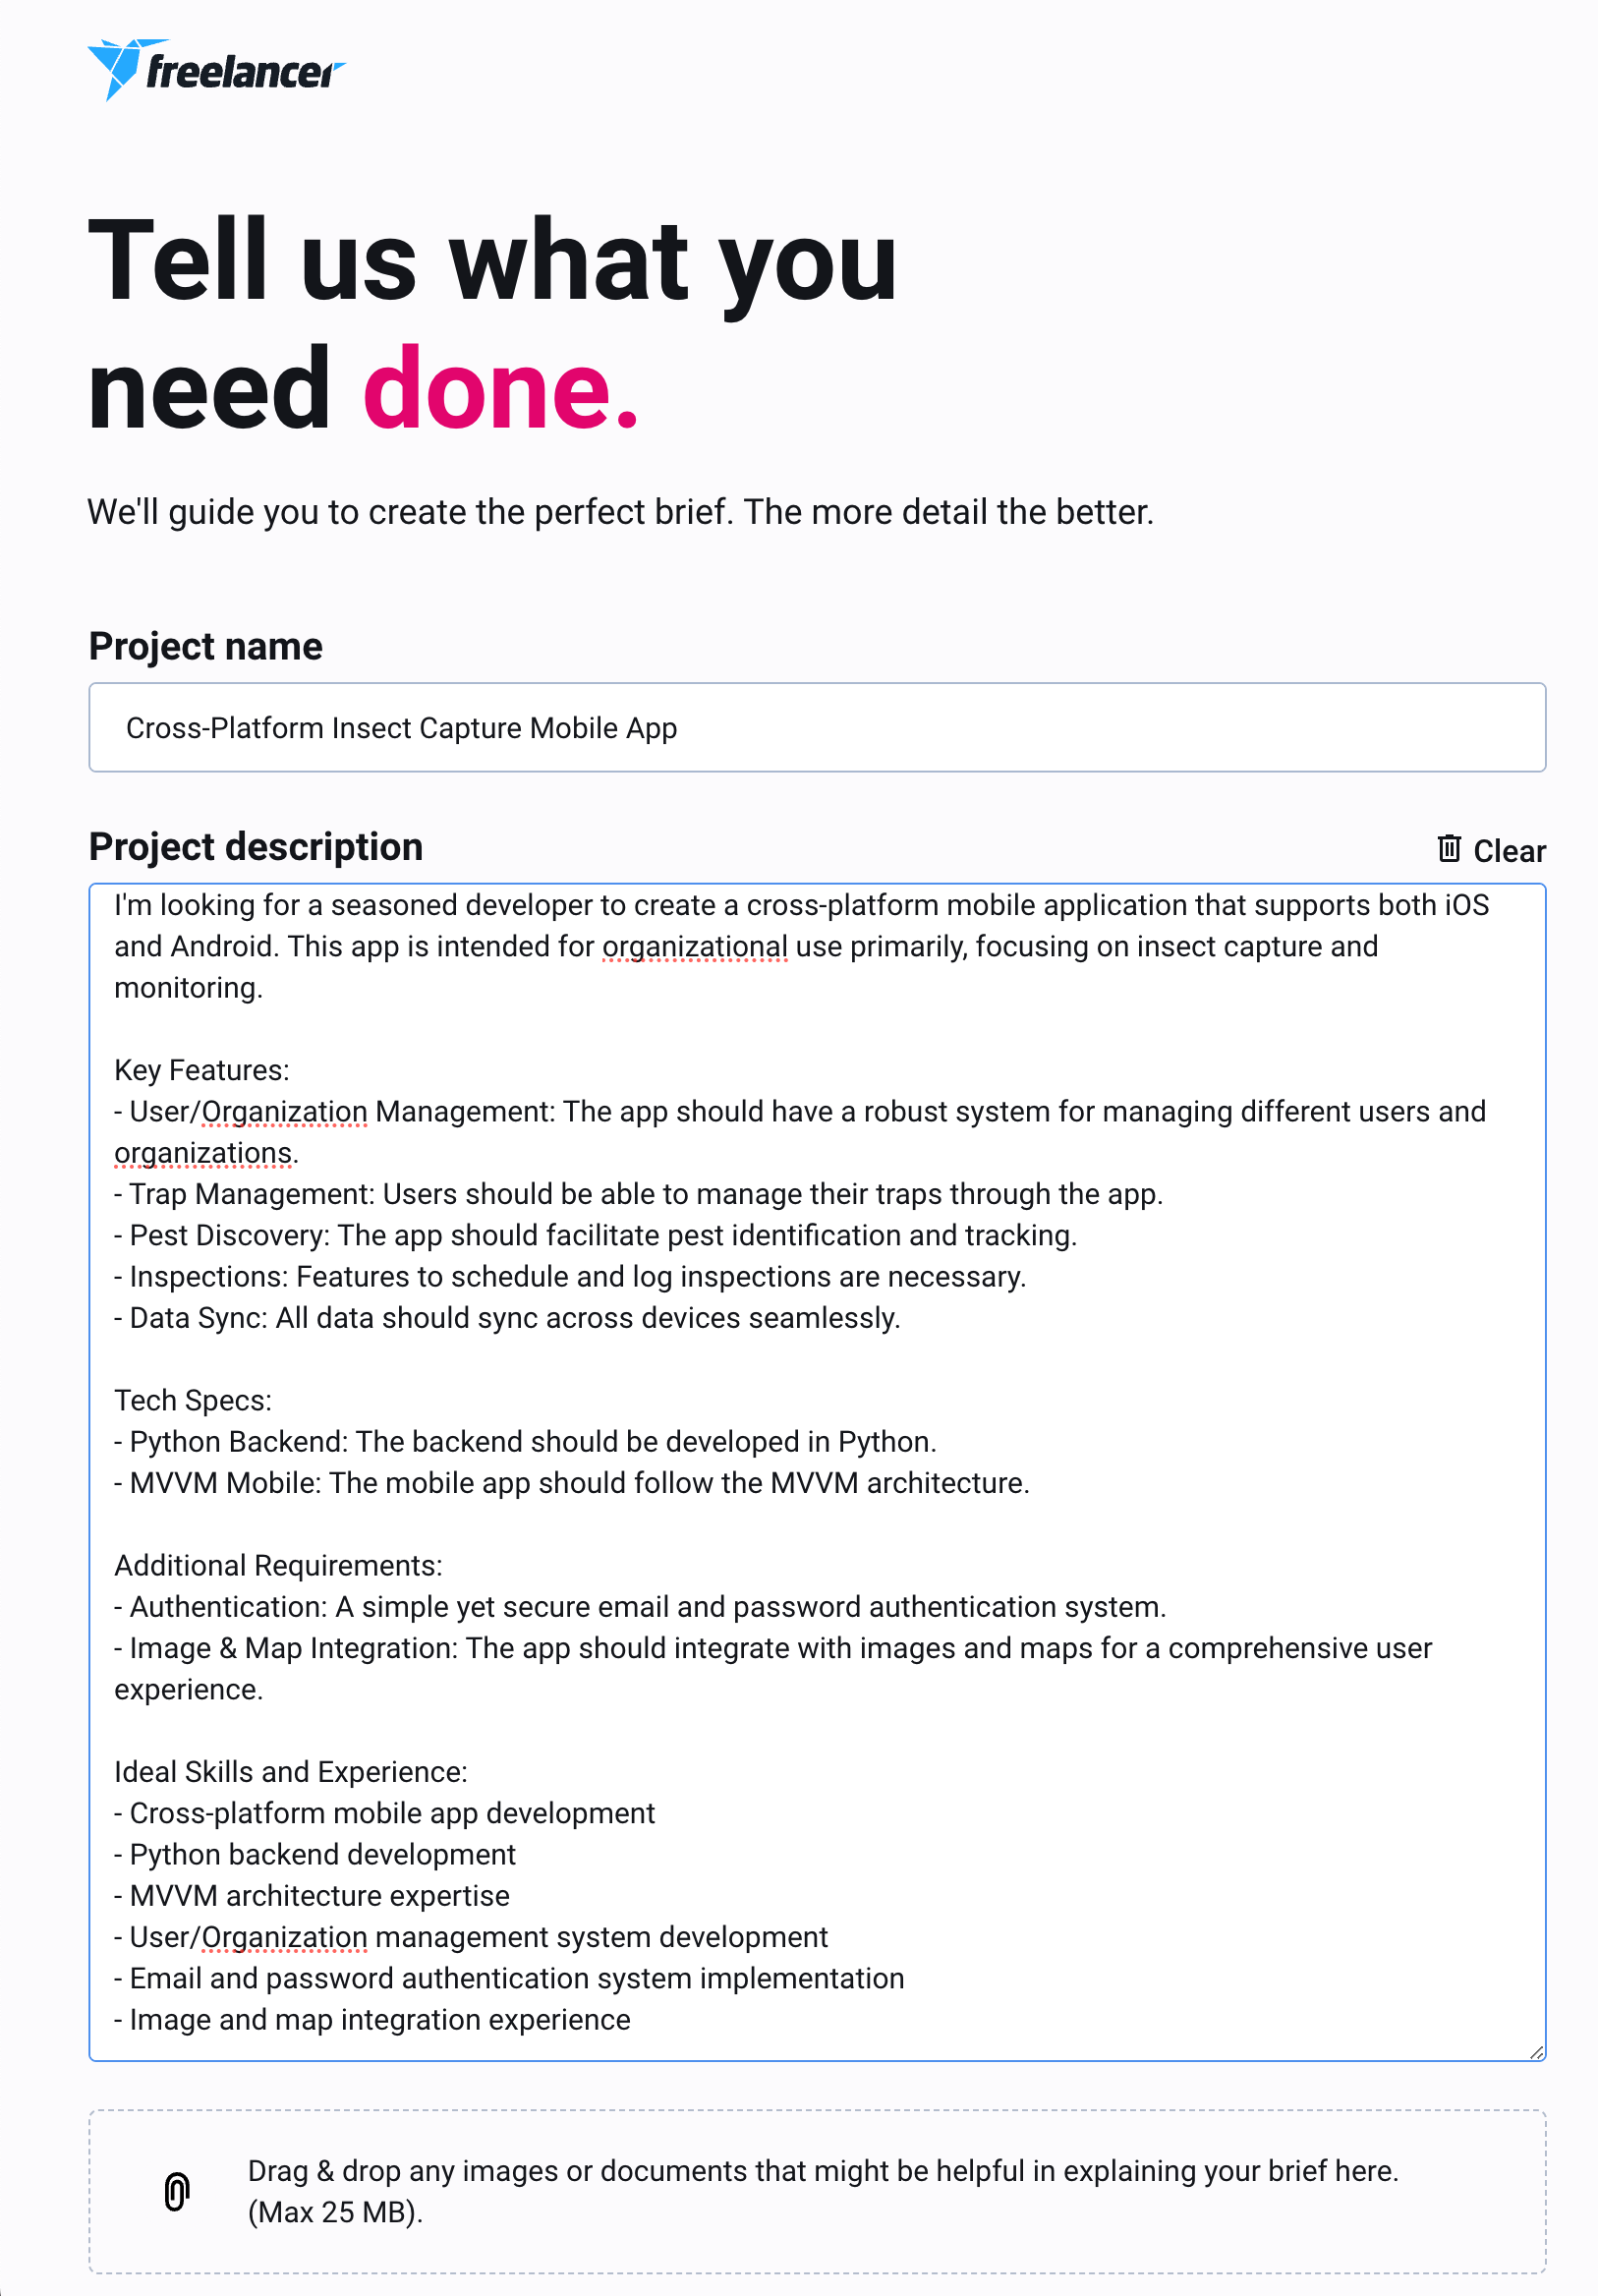 freelancer
Tell us what you
need done.
We'll guide you to create the perfect brief. The more detail the better.
Project name
Cross-Platform Insect Capture Mobile App
Project description
Clear
I'm looking for a seasoned developer to create a cross-platform mobile application that supports both iOS
and Android. This app is intended for organizational use primarily, focusing on insect capture and
monitoring.
Key Features:
- User/Organization Management: The app should have a robust system for managing different users and
organizations.
- Trap Management: Users should be able to manage their traps through the app.
- Pest Discovery: The app should facilitate pest identification and tracking.
- Inspections: Features to schedule and log inspections are necessary.
- Data Sync: All data should sync across devices seamlessly.
Tech Specs:
- Python Backend: The backend should be developed in Python.
- MVVM Mobile: The mobile app should follow the MVVM architecture.
Additional Requirements:
- Authentication: A simple yet secure email and password authentication system.
- Image & Map Integration: The app should integrate with images and maps for a comprehensive user
experience.
Ideal Skills and Experience:
- Cross-platform mobile app development
- Python backend development
- MVVM architecture expertise
- User/Organization management system development
- Email and password authentication system implementation
- Image and map integration experience
Drag & drop any images or documents that might be helpful in explaining your brief here.
(Max 25 MB).